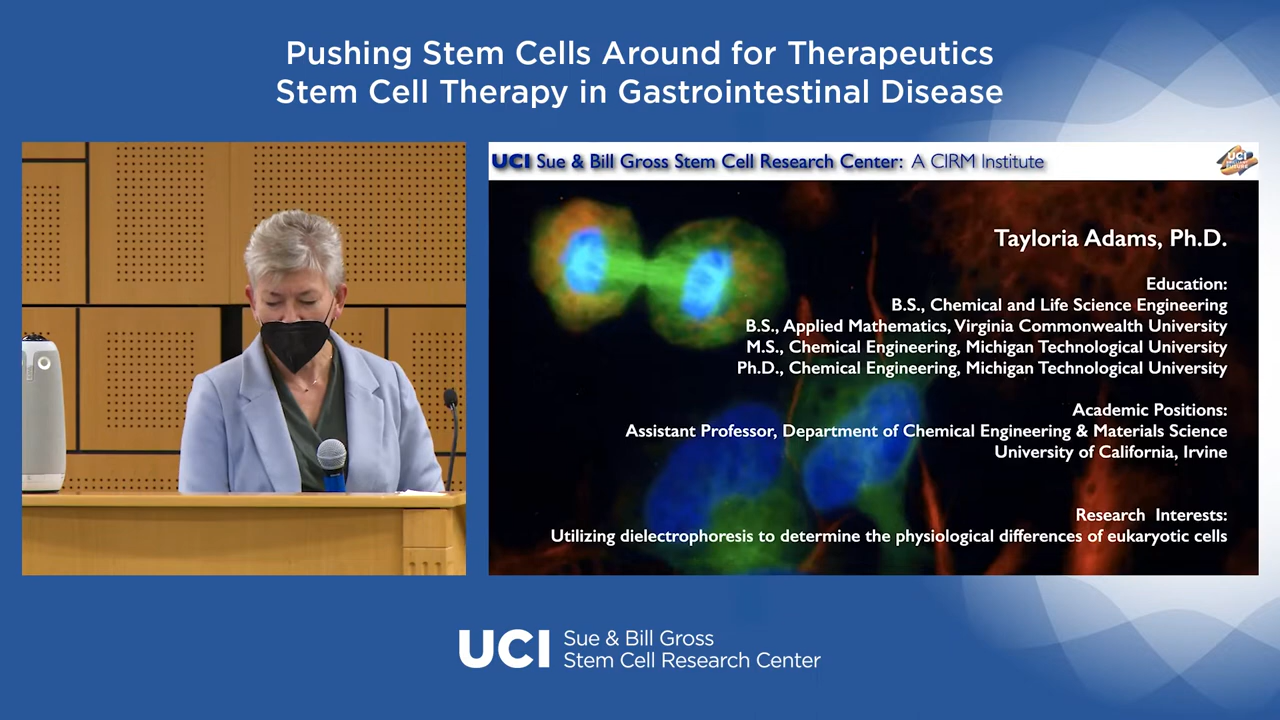 Pushing Stem Cells Around for Therapeutics
Stem Cell Therapy in Gastrointestinal Disease
UCI Sue & Bill Gross Stem Cell Research Center: A CIRM Institute
UCI
Tayloria Adams, Ph.D.
Education:
B.S., Chemical and Life Science Engineering
B.S., Applied Mathematics, Virginia Commonwealth University
M.S., Chemical Engineering, Michigan Technological University
Ph.D., Chemical Engineering, Michigan Technological University
Academic Positions:
Assistant Professor, Department of Chemical Engineering & Materials Science
University of California, Irvine
Research Interests:
Utilizing dielectrophoresis to determine the physiological differences of eukaryotic cells
UCI Sue & Bill Gross
Stem Cell Research Center